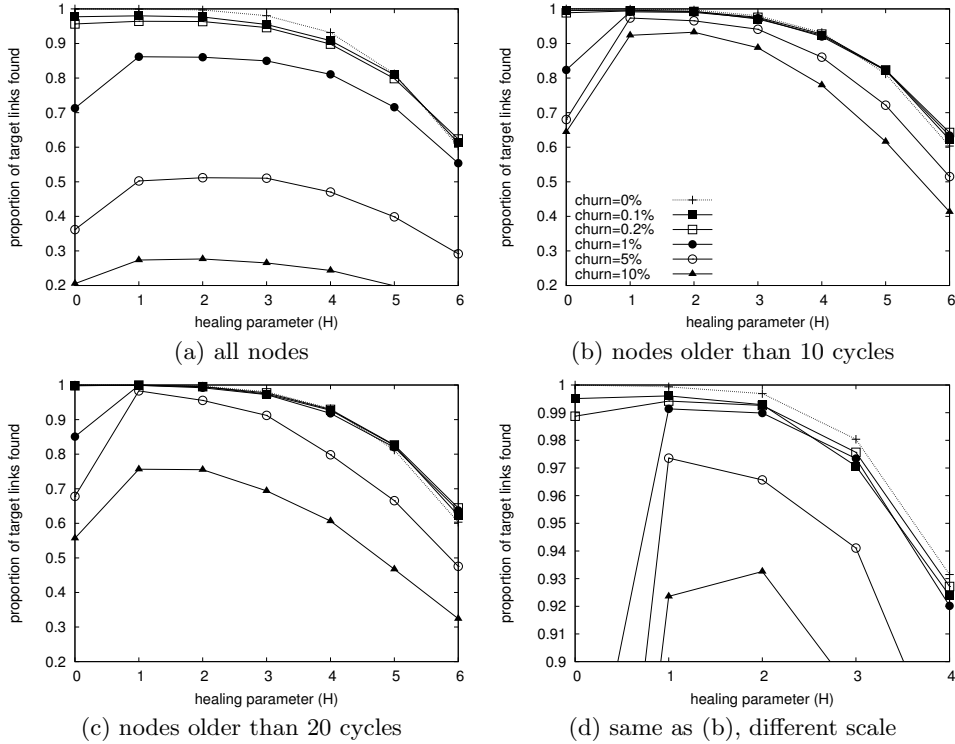 proportion of target links found
1
0.9
0.8
0.7
0.6
0.5
0.4
0.3
0.2
0 1 2 3 4 5 6
healing parameter (H)
(a) all nodes
proportion of target links found
1
0.9
0.8
0.7
0.6
0.5
0.4
0.3
0.2
churn=0%
churn=0.1%
churn=0.2%
churn=1%
churn=5%
churn=10%
0 1 2 3 4 5 6
healing parameter (H)
(b) nodes older than 10 cycles
proportion of target links found
1
0.9
0.8
0.7
0.6
0.5
0.4
0.3
0.2
0 1 2 3 4 5 6
healing parameter (H)
(c) nodes older than 20 cycles
proportion of target links found
1
0.99
0.98
0.97
0.96
0.95
0.94
0.93
0.92
0.91
0.9
0 1 2 3 4
healing parameter (H)
(d) same as (b), different scale